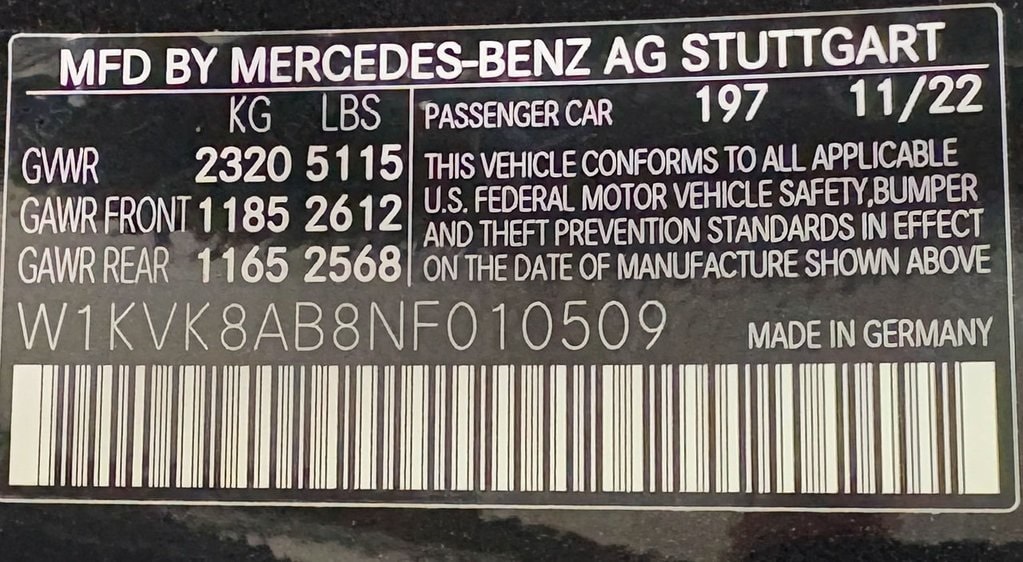 MFD BY MERCEDES-BENZ AG STUTTGART
KG LBS
GVWR 2320 5115
GAWR FRONT 1185 2612
GAWR REAR 1165 2568
PASSENGER CAR 197 11/22
THIS VEHICLE CONFORMS TO ALL APPLICABLE
U.S. FEDERAL MOTOR VEHICLE SAFETY,BUMPER
AND THEFT PREVENTION STANDARDS IN EFFECT
ON THE DATE OF MANUFACTURE SHOWN ABOVE
W1KVK8AB8NF010509 MADE IN GERMANY